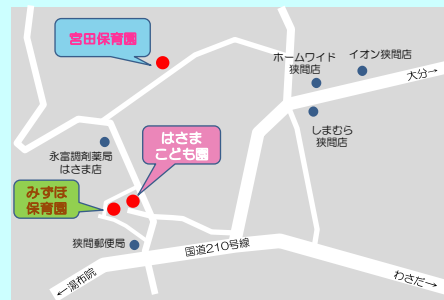 宮田保育園
ホームワイド
狭間店
イオン狭間店
大分→
しまむら
狭間店
永冨調剤薬局
はさま店
はさま
こども園
みずほ
保育園
狭間郵便局
国道210号線
←湯布院
わさだ→